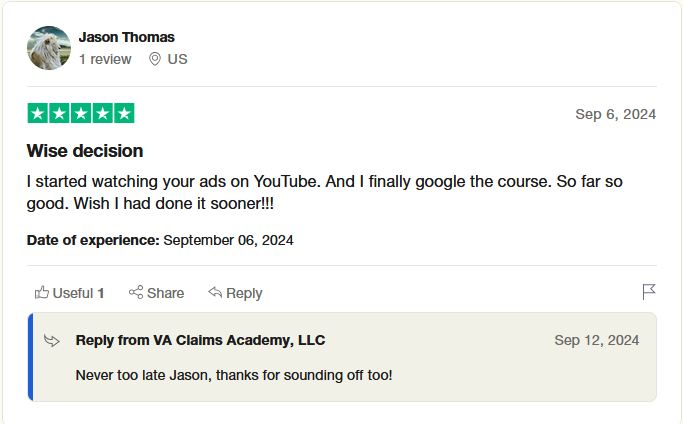 Jason Thomas
1 review US
Sep 6, 2024
Wise decision
I started watching your ads on YouTube. And I finally google the course. So far so
good. Wish I had done it sooner!!!
Date of experience: September 06, 2024
Useful 1 Share Reply
Reply from VA Claims Academy, LLC Sep 12, 2024
Never too late Jason, thanks for sounding off too!